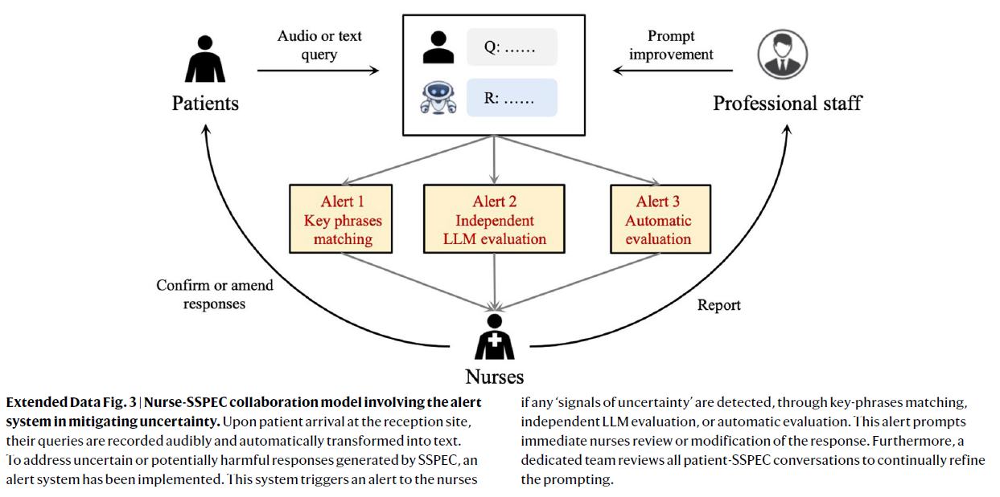 Audio or text
query
Patients
Q: ......
R: ......
Prompt
improvement
Professional staff
Alert 1
Key phrases
matching
Alert 2
Independent
LLM evaluation
Alert 3
Automatic
evaluation
Confirm or amend
responses
Report
Nurses
Extended Data Fig. 3 | Nurse-SSPEC collaboration model involving the alert
system in mitigating uncertainty. Upon patient arrival at the reception site,
their queries are recorded audibly and automatically transformed into text.
To address uncertain or potentially harmful responses generated by SSPEC, an
alert system has been implemented. This system triggers an alert to the nurses
if any ‘signals of uncertainty’ are detected, through key-phrases matching,
independent LLM evaluation, or automatic evaluation. This alert prompts
immediate nurses review or modification of the response. Furthermore, a
dedicated team reviews all patient-SSPEC conversations to continually refine
the prompting.